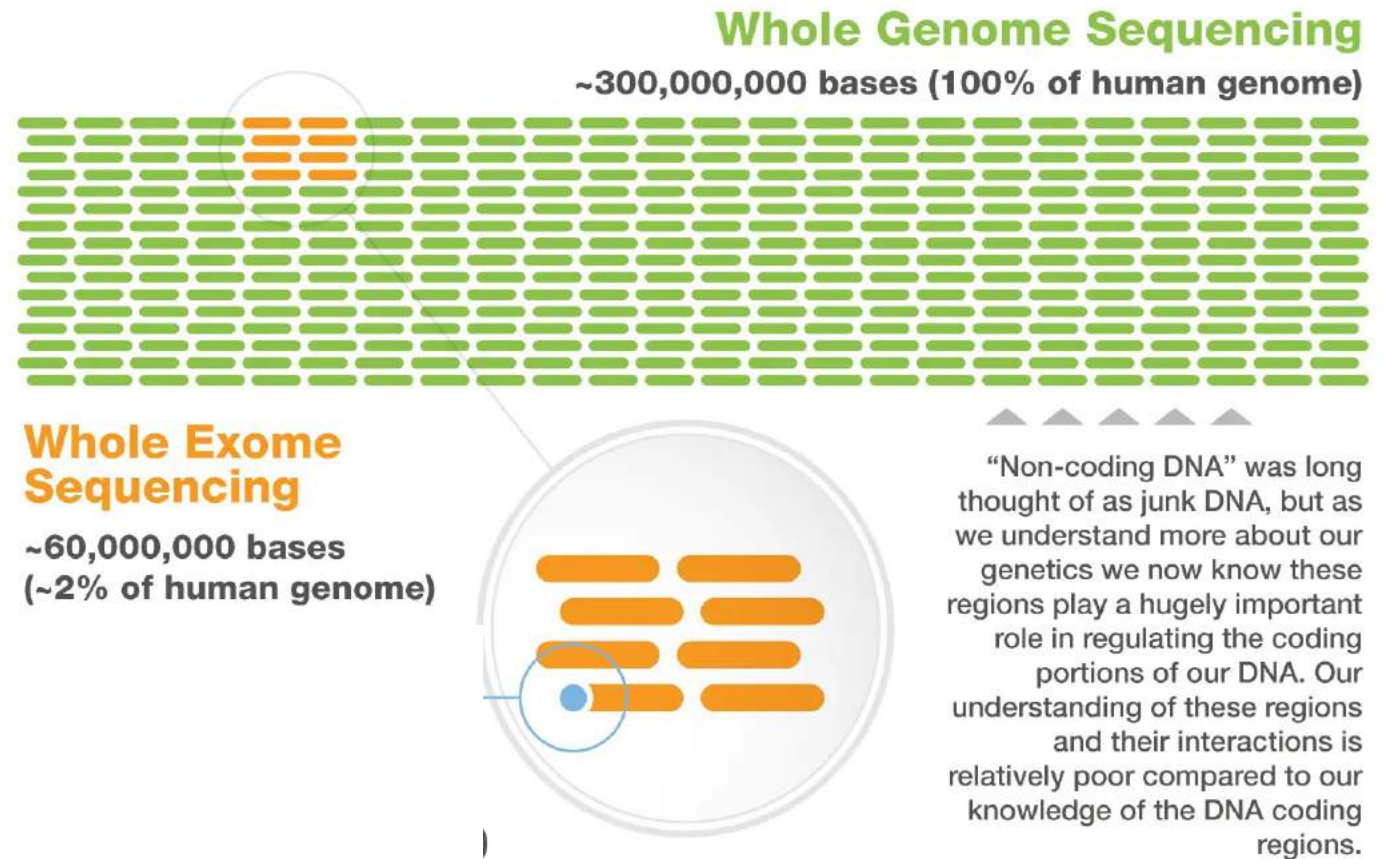 Whole Genome Sequencing
~300,000,000 bases (100% of human genome)
Whole Exome
Sequencing
~60,000,000 bases
(~2% of human genome)
“Non-coding DNA” was long
thought of as junk DNA, but as
we understand more about our
genetics we now know these
regions play a hugely important
role in regulating the coding
portions of our DNA. Our
understanding of these regions
and their interactions is
relatively poor compared to our
knowledge of the DNA coding
regions.
)